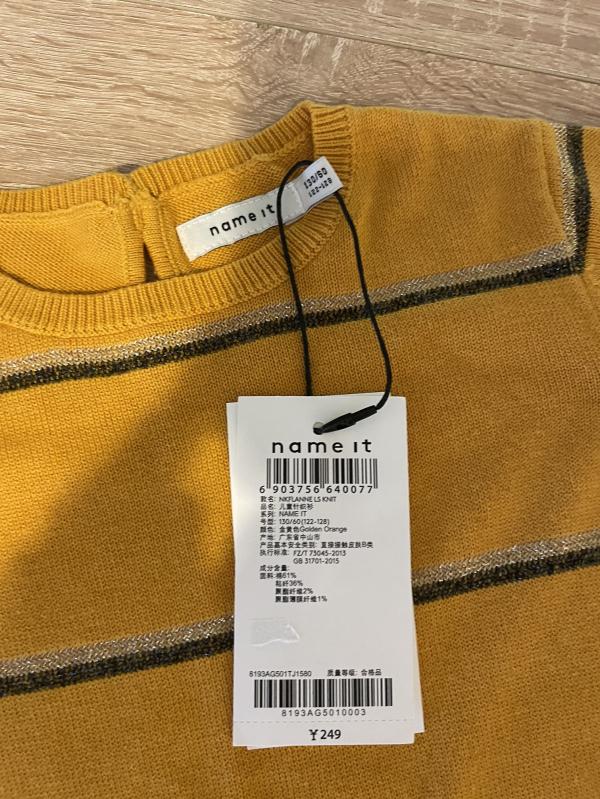 name it
130/60
122-128
name it
6 903756 640077
款名: NKFLANNE LS KNIT
品名: 儿童针织衫
系列: NAME IT
号型: 130/60(122-128)
颜色: 金黄色Golden Orange
产地: 广东省中山市
产品基本安全类别: 直接接触皮肤B类
执行标准: FZ/T 73045-2013
GB 31701-2015
成分含量:
面料: 棉61%
粘纤36%
聚酯纤维2%
聚酯薄膜纤维1%
8193AG501TJ1580 质量等级: 合格品
8193AG5010003
¥249